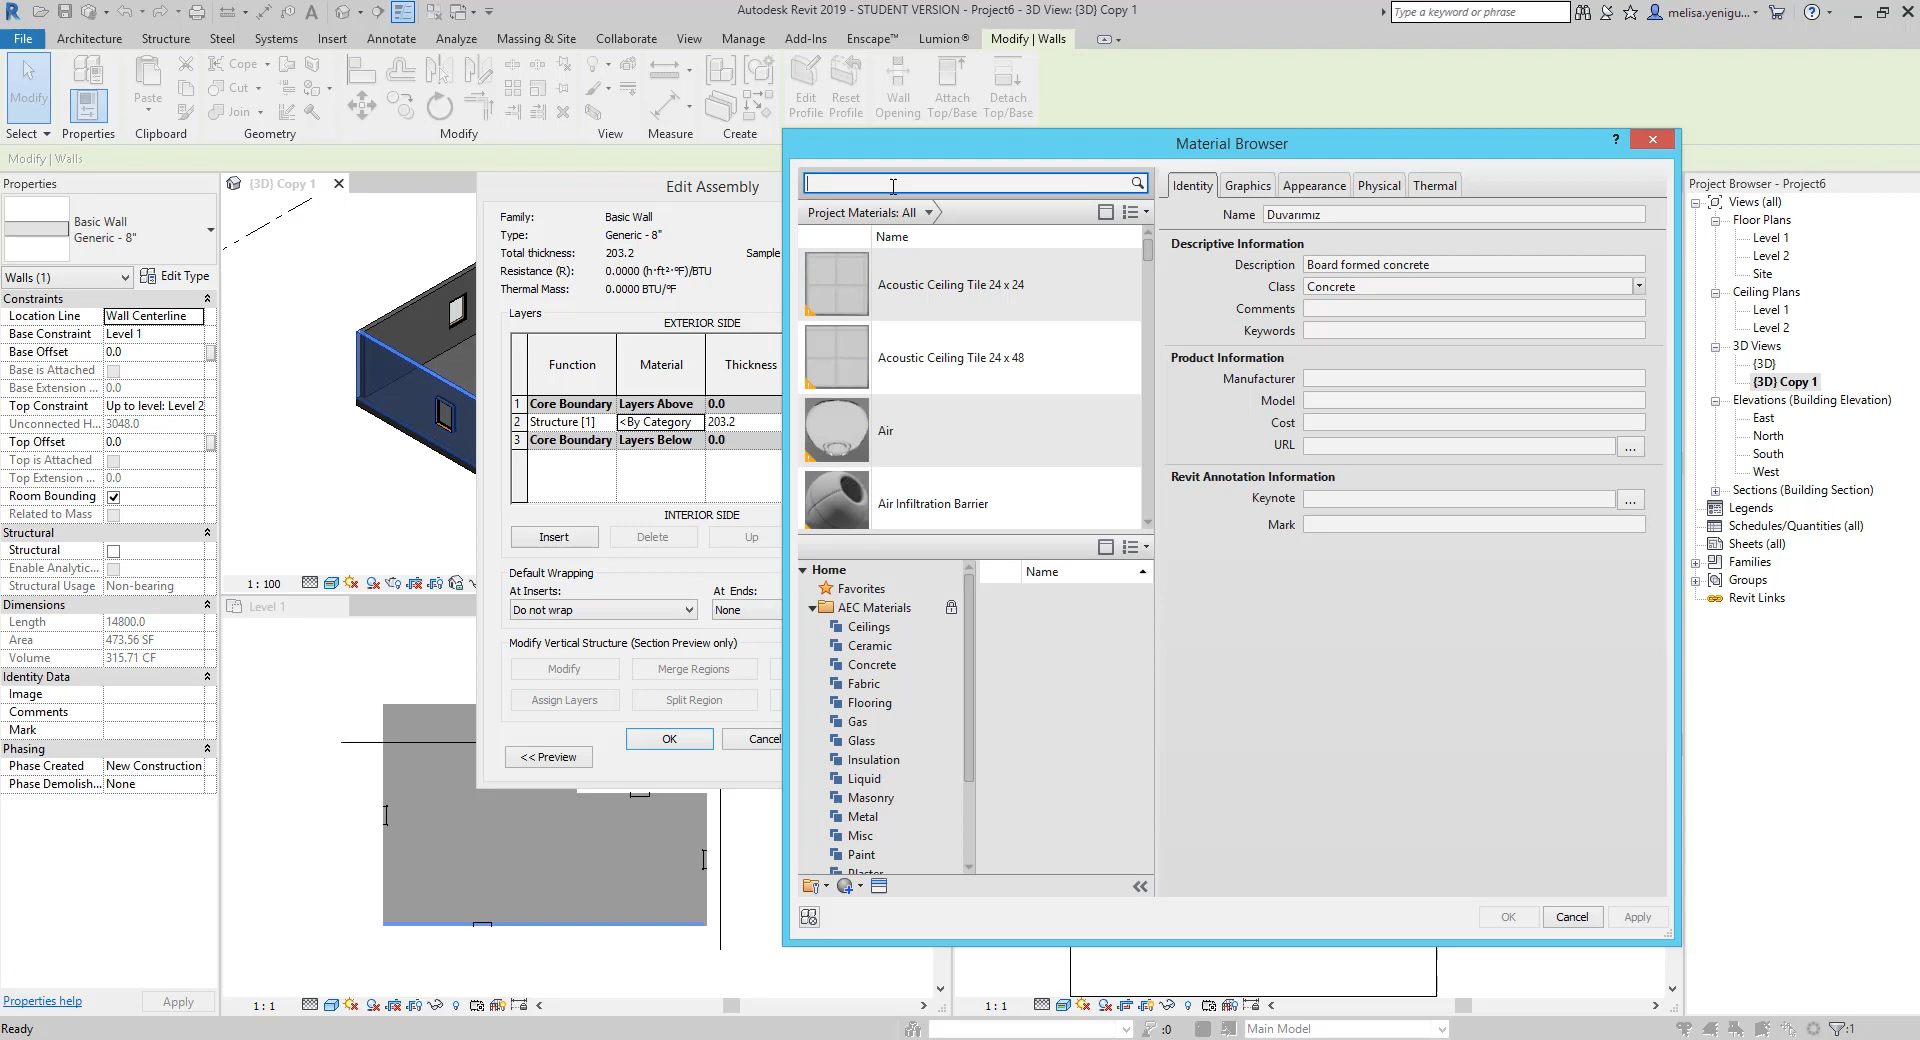 Autodesk Revit 2019 - STUDENT VERSION - Project6 - 3D View: {3D} Copy 1
Type a keyword or phrase
melisa.yenigu...
File Architecture Structure Steel Systems Insert Annotate Analyze Massing & Site Collaborate View Manage Add-Ins Enscape™ Lumion® Modify | Walls
Modify
Paste
Cope
Cut
Join
Edit Profile
Reset Profile
Wall Opening
Attach Top/Base
Detach Top/Base
Select Properties Clipboard Geometry Modify View Measure Create
Modify | Walls
Properties
Basic Wall
Generic - 8"
Walls (1)
Edit Type
Constraints
Location Line Wall Centerline
Base Constraint Level 1
Base Offset 0.0
Base is Attached
Base Extension ... 0.0
Top Constraint Up to level: Level 2
Unconnected H... 3048.0
Top Offset 0.0
Top is Attached
Top Extension ... 0.0
Room Bounding
Related to Mass
Structural
Structural
Enable Analytic...
Structural Usage Non-bearing
Dimensions
Length 14800.0
Area 473.56 SF
Volume 315.71 CF
Identity Data
Image
Comments
Mark
Phasing
Phase Created New Construction
Phase Demolish... None
Properties help
Apply
{3D} Copy 1
1 : 100
Level 1
1 : 1
1 : 1
Edit Assembly
Family: Basic Wall
Type: Generic - 8"
Total thickness: 203.2 Sample
Resistance (R): 0.0000 (h·ft²·°F)/BTU
Thermal Mass: 0.0000 BTU/°F
Layers
EXTERIOR SIDE
Function Material Thickness
1 Core Boundary Layers Above 0.0
2 Structure [1] <By Category 203.2
3 Core Boundary Layers Below 0.0
INTERIOR SIDE
Insert Delete Up
Default Wrapping
At Inserts: At Ends:
Do not wrap None
Modify Vertical Structure (Section Preview only)
Modify Merge Regions
Assign Layers Split Region
OK Cancel
<< Preview
Material Browser
?
Project Materials: All
Name
Acoustic Ceiling Tile 24 x 24
Acoustic Ceiling Tile 24 x 48
Air
Air Infiltration Barrier
Home
Favorites
AEC Materials
Ceilings
Ceramic
Concrete
Fabric
Flooring
Gas
Glass
Insulation
Liquid
Masonry
Metal
Misc
Paint
Plaster
Name
Identity Graphics Appearance Physical Thermal
Name Duvarımız
Descriptive Information
Description Board formed concrete
Class Concrete
Comments
Keywords
Product Information
Manufacturer
Model
Cost
URL ...
Revit Annotation Information
Keynote ...
Mark
OK Cancel Apply
Project Browser - Project6
Views (all)
Floor Plans
Level 1
Level 2
Site
Ceiling Plans
Level 1
Level 2
3D Views
{3D}
{3D} Copy 1
Elevations (Building Elevation)
East
North
South
West
Sections (Building Section)
Legends
Schedules/Quantities (all)
Sheets (all)
Families
Groups
Revit Links
Ready
:0
Main Model
:1